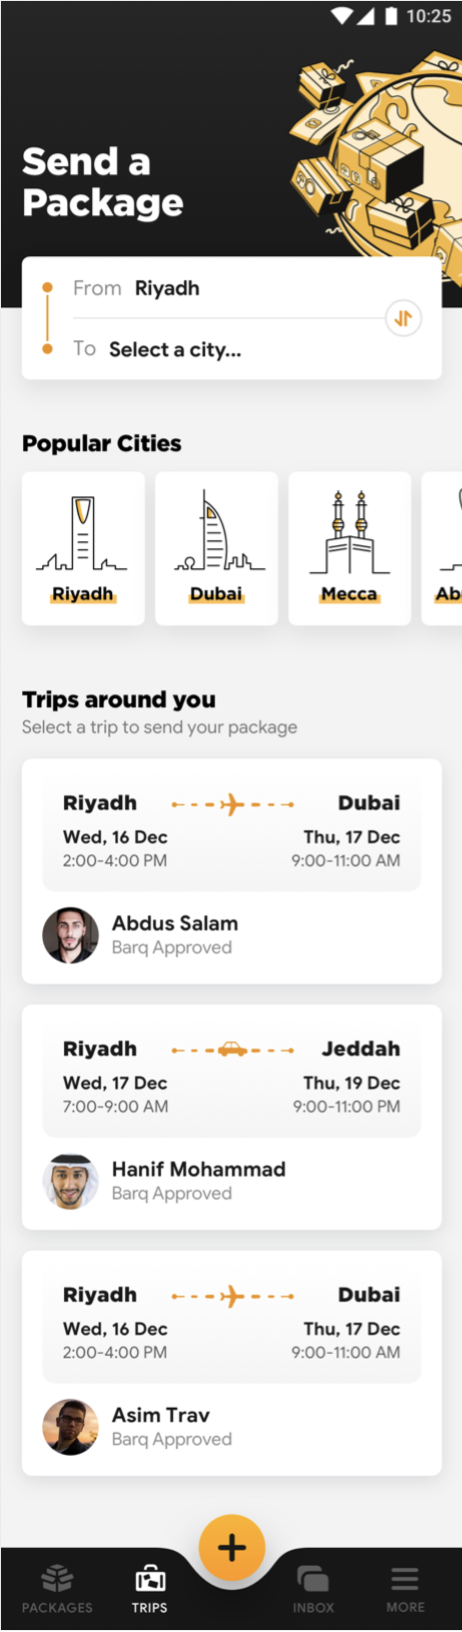 10:25
Send a
Package
From Riyadh
To Select a city...
Popular Cities
Riyadh Dubai Mecca Ab
Trips around you
Select a trip to send your package
Riyadh Dubai
Wed, 16 Dec Thu, 17 Dec
2:00-4:00 PM 9:00-11:00 AM
Abdus Salam
Barq Approved
Riyadh Jeddah
Wed, 17 Dec Thu, 19 Dec
7:00-9:00 AM 9:00-11:00 PM
Hanif Mohammad
Barq Approved
Riyadh Dubai
Wed, 16 Dec Thu, 17 Dec
2:00-4:00 PM 9:00-11:00 AM
Asim Trav
Barq Approved
PACKAGES TRIPS INBOX MORE